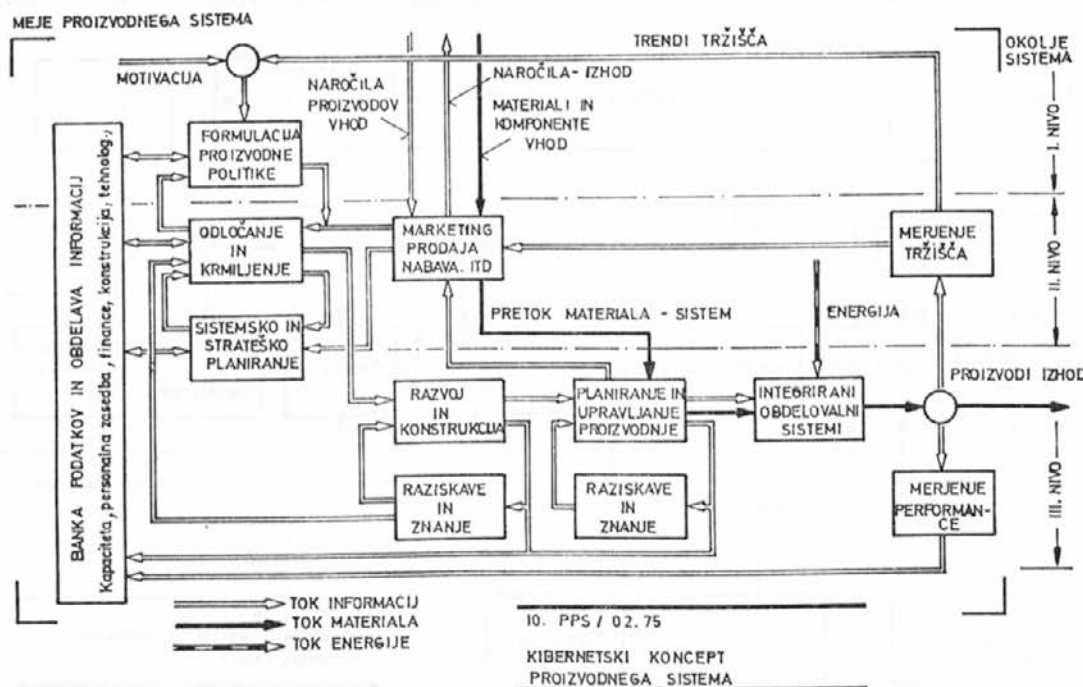 MEJE PROIZVODNEGA SISTEMA
TRENDI TRŽIŠČA
OKOLJE
SISTEMA
MOTIVACIJA
NAROČILA
PROIZVODOV
VHOD
NAROČILA-IZHOD
MATERIALI IN
KOMPONENTE
VHOD
I. NIVO
FORMULACIJA
PROIZVODNE
POLITIKE
BANKA PODATKOV IN OBDELAVA INFORMACIJ
Kapaciteta, personalna zasedba, finance, konstrukcija, tehnolog.,
ODLOČANJE
IN
KRMILJENJE
MARKETING
PRODAJA
NABAVA. ITD
MERJENJE
TRŽIŠČA
II. NIVO
SISTEMSKO IN
STRATEŠKO
PLANIRANJE
PRETOK MATERIALA - SISTEM
ENERGIJA
PROIZVODI IZHOD
RAZVOJ
IN
KONSTRUKCIJA
PLANIRANJE IN
UPRAVLJANJE
PROIZVODNJE
INTEGRIRANI
OBDELOVALNI
SISTEMI
RAZISKAVE
IN
ZNANJE
RAZISKAVE
IN
ZNANJE
MERJENJE
PERFORMAN-
CE
III. NIVO
TOK INFORMACIJ
TOK MATERIALA
TOK ENERGIJE
10. PPS / 02.75
KIBERNETSKI KONCEPT
PROIZVODNEGA SISTEMA